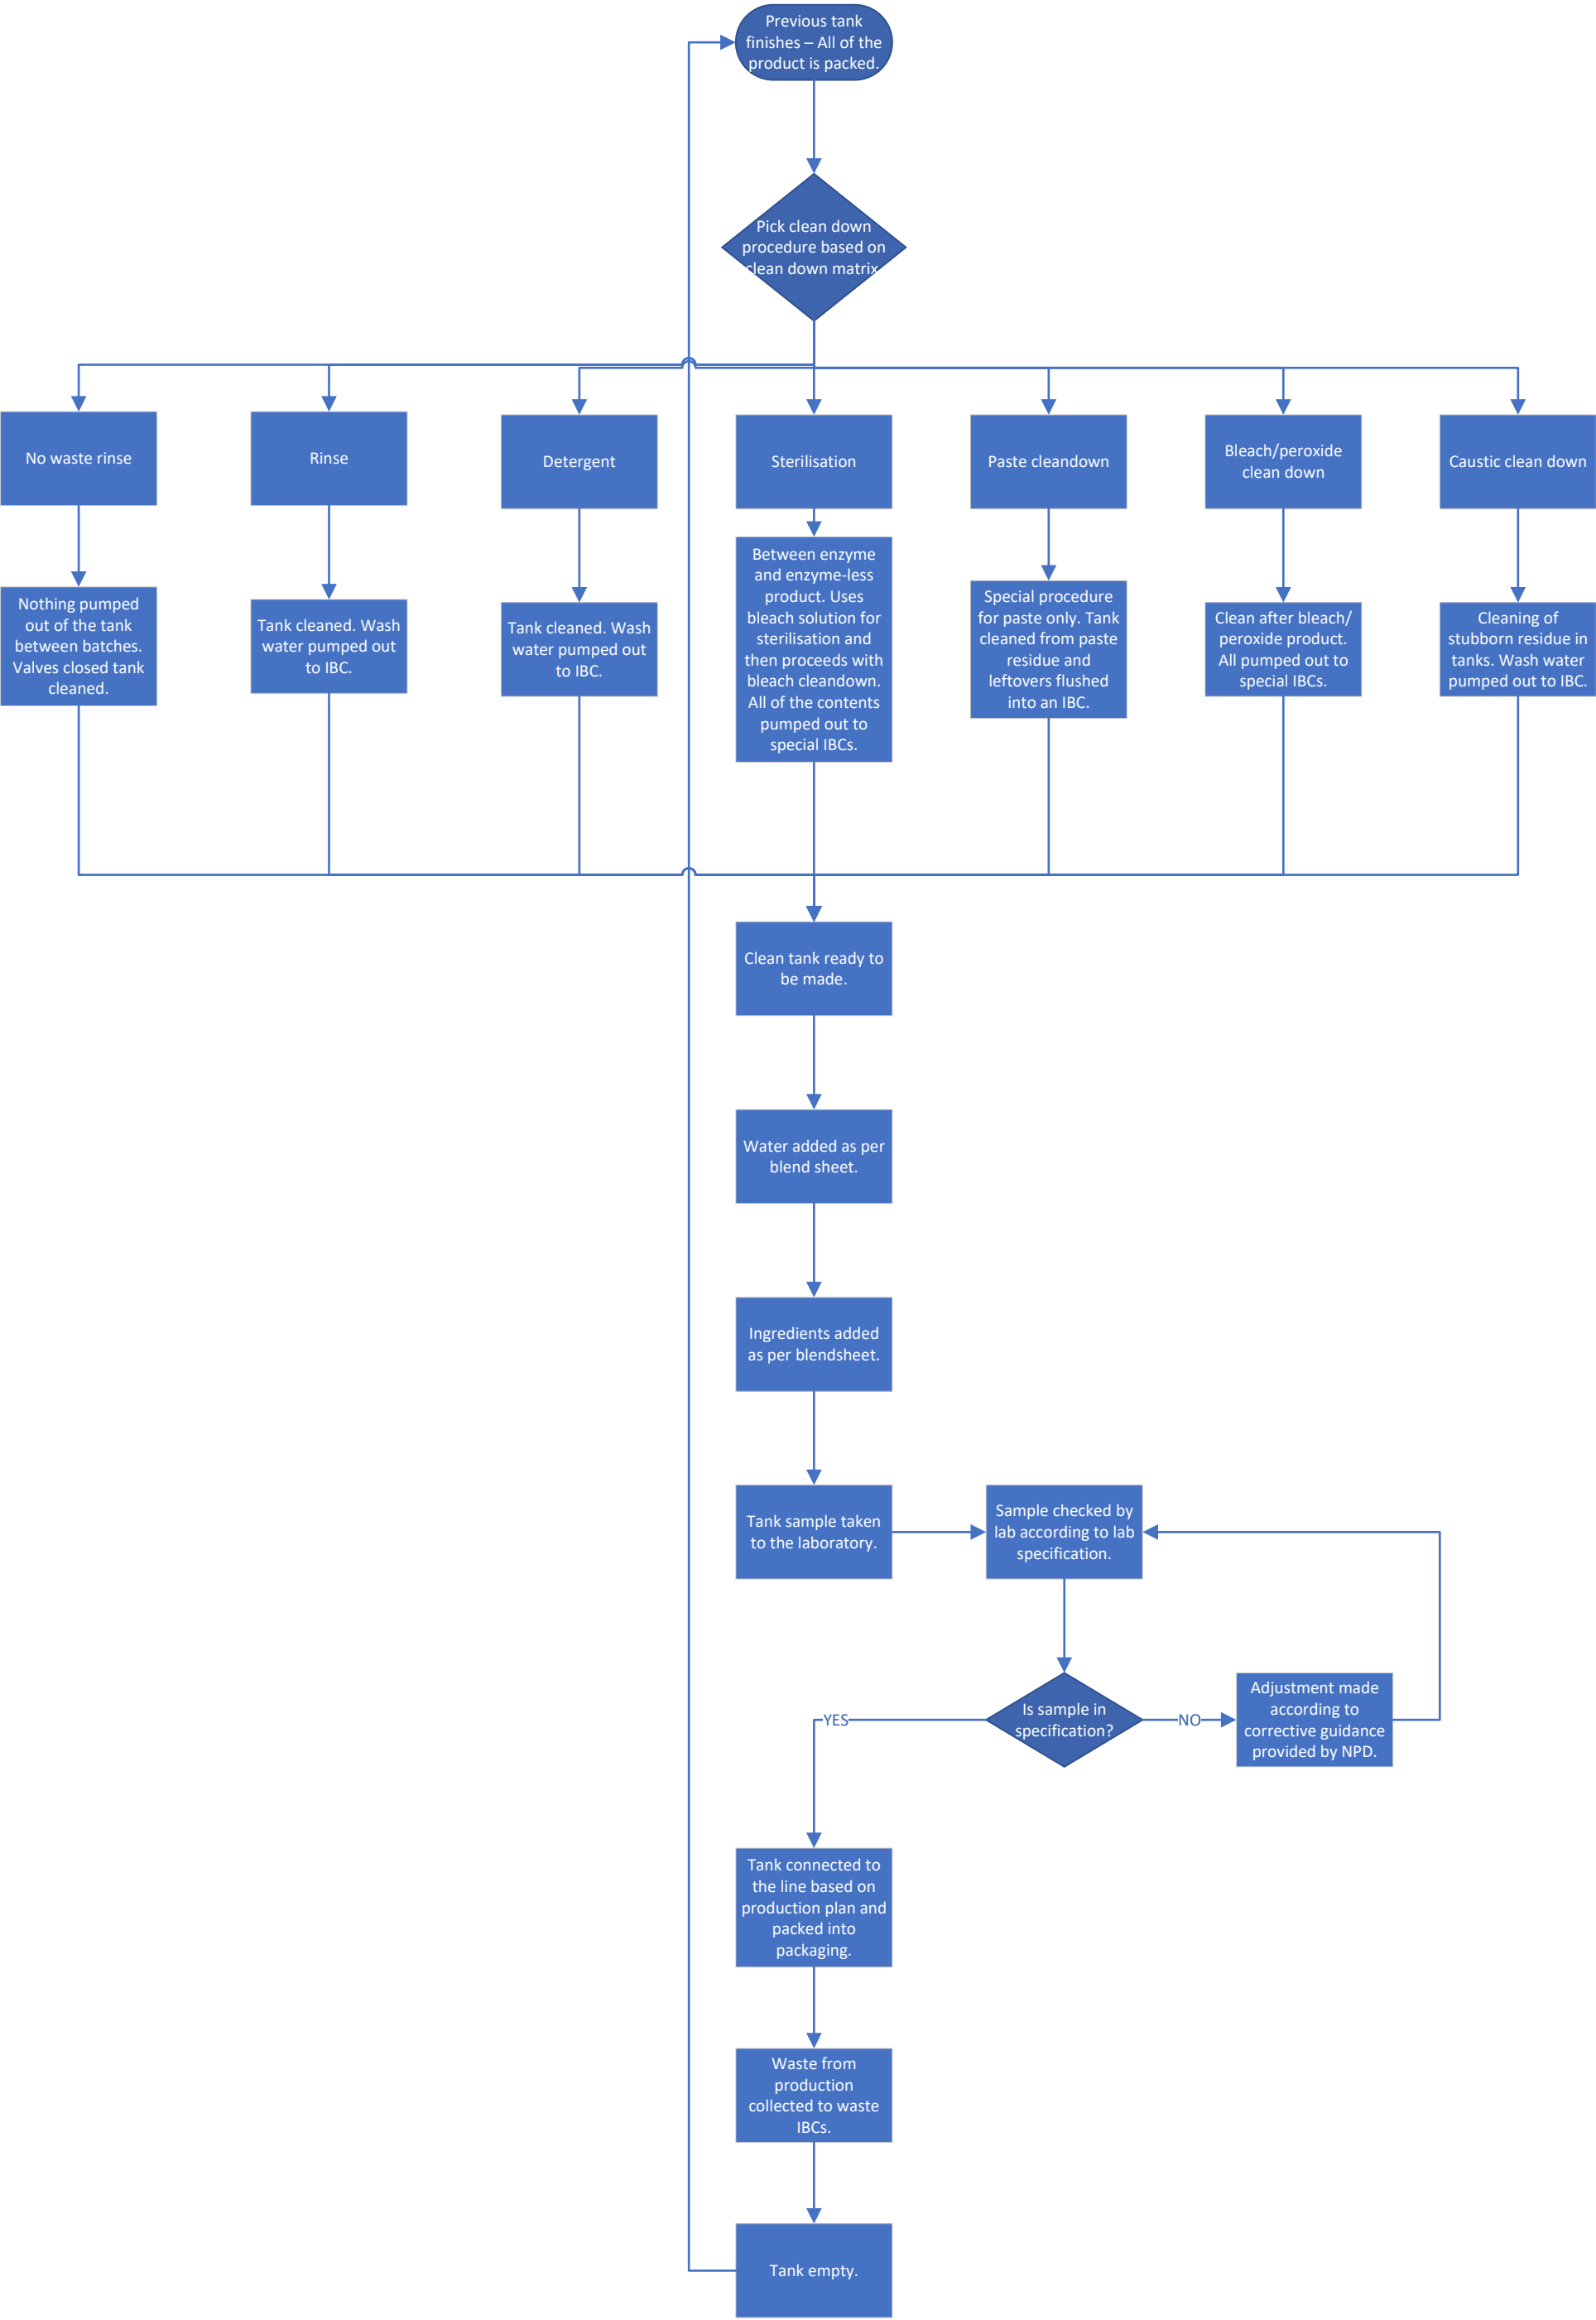 Previous tank
finishes – All of the
product is packed.
Pick clean down
procedure based on
clean down matrix
No waste rinse
Rinse
Detergent
Sterilisation
Paste cleandown
Bleach/peroxide
clean down
Caustic clean down
Nothing pumped
out of the tank
between batches.
Valves closed tank
cleaned.
Tank cleaned. Wash
water pumped out
to IBC.
Tank cleaned. Wash
water pumped out
to IBC.
Between enzyme
and enzyme-less
product. Uses
bleach solution for
sterilisation and
then proceeds with
bleach cleandown.
All of the contents
pumped out to
special IBCs.
Special procedure
for paste only. Tank
cleaned from paste
residue and
leftovers flushed
into an IBC.
Clean after bleach/
peroxide product.
All pumped out to
special IBCs.
Cleaning of
stubborn residue in
tanks. Wash water
pumped out to IBC.
Clean tank ready to
be made.
Water added as per
blend sheet.
Ingredients added
as per blendsheet.
Tank sample taken
to the laboratory.
Sample checked by
lab according to lab
specification.
Is sample in
specification?
YES
NO
Adjustment made
according to
corrective guidance
provided by NPD.
Tank connected to
the line based on
production plan and
packed into
packaging.
Waste from
production
collected to waste
IBCs.
Tank empty.